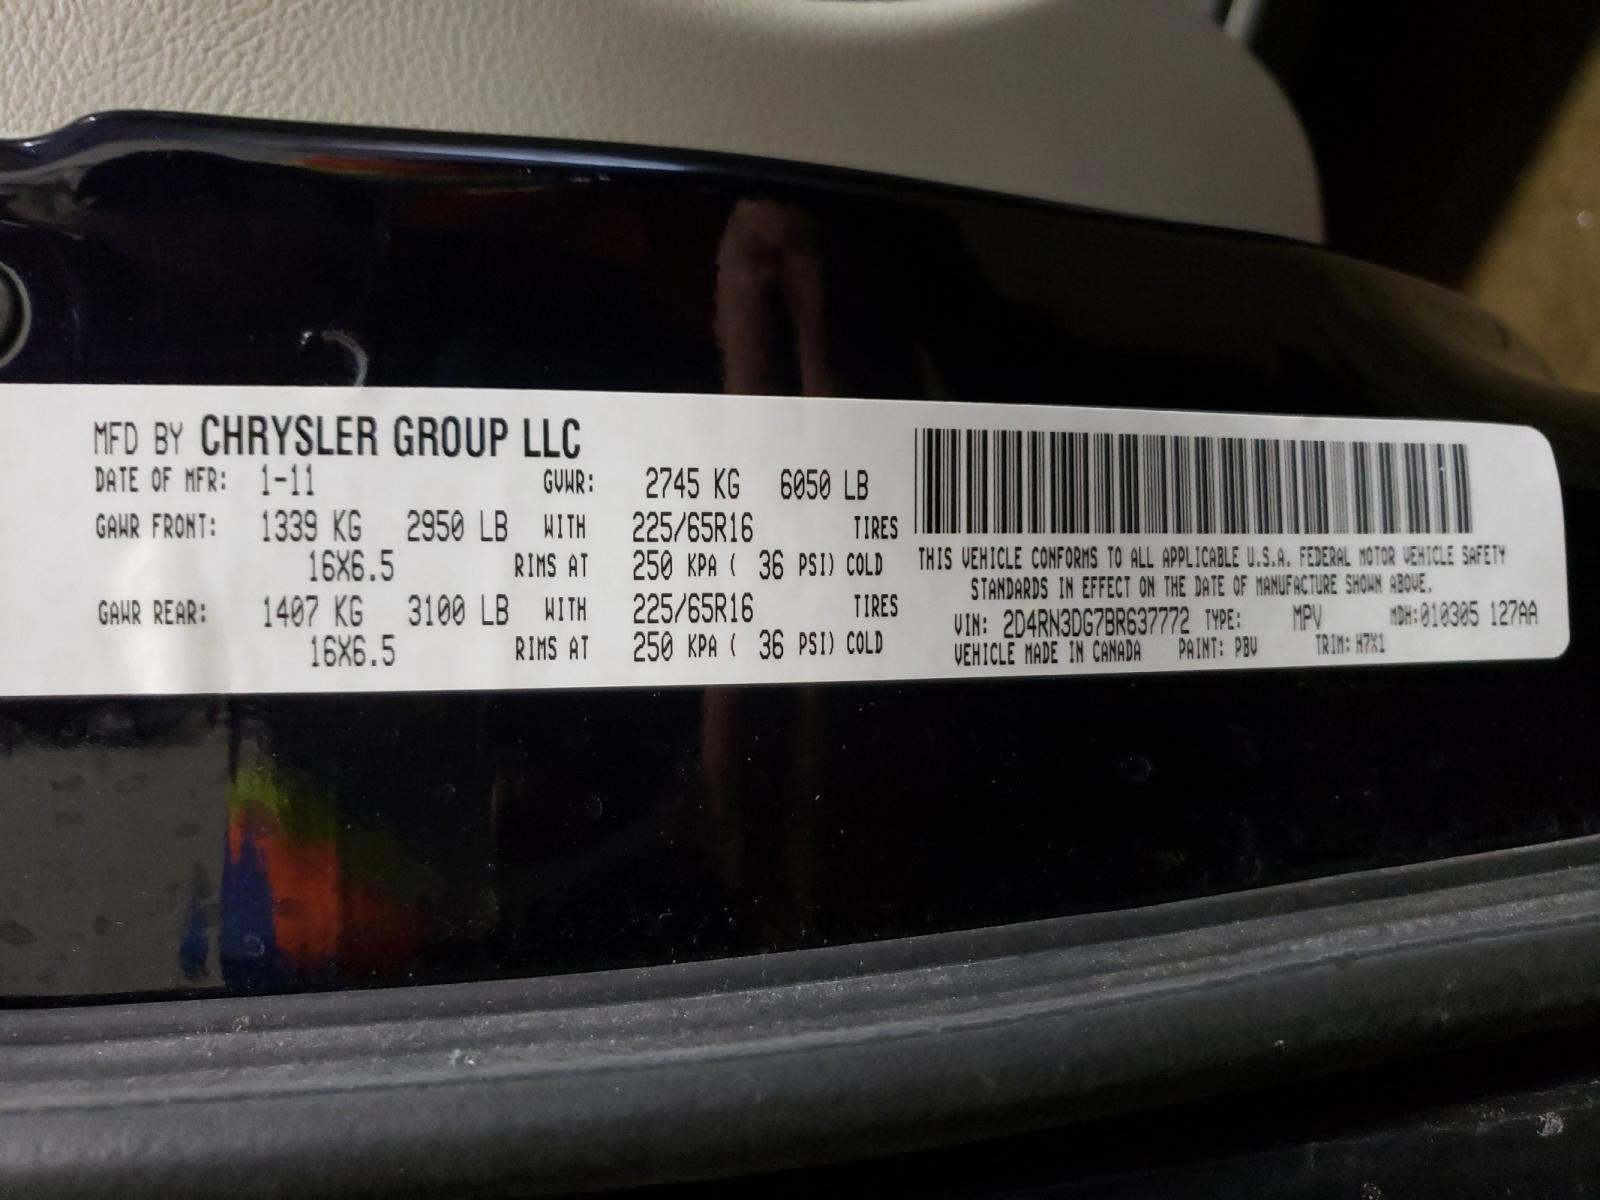 MFD BY CHRYSLER GROUP LLC
DATE OF MFR: 1-11 GVWR: 2745 KG 6050 LB
GAWR FRONT: 1339 KG 2950 LB WITH 225/65R16 TIRES
16X6.5 RIMS AT 250 KPA ( 36 PSI) COLD
GAWR REAR: 1407 KG 3100 LB WITH 225/65R16 TIRES
16X6.5 RIMS AT 250 KPA ( 36 PSI) COLD
THIS VEHICLE CONFORMS TO ALL APPLICABLE U.S.A. FEDERAL MOTOR VEHICLE SAFETY
STANDARDS IN EFFECT ON THE DATE OF MANUFACTURE SHOWN ABOVE.
VIN: 2D4RN3DG7BR637772 TYPE: MPV MDH:010305 127AA
VEHICLE MADE IN CANADA PAINT: PBV TRIM: H7X1